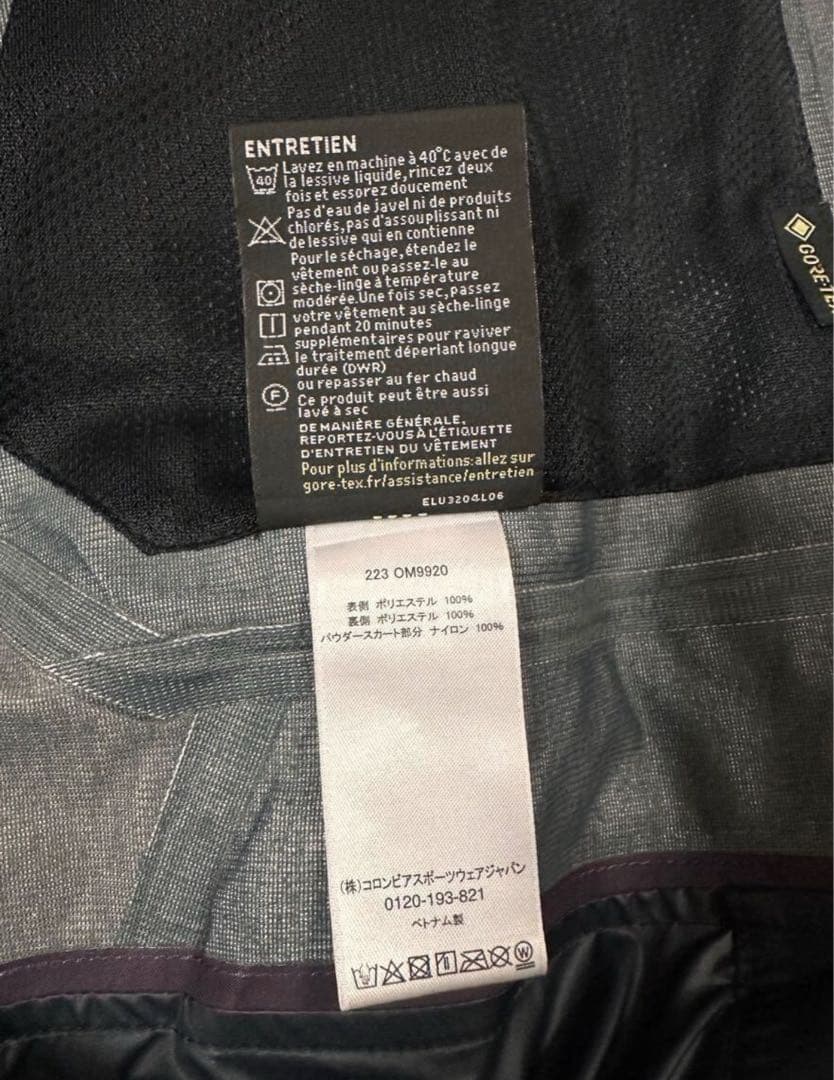 ENTRETIEN
40
Lavez en machine à 40°C avec de
la lessive liquide, rincez deux
fois et essorez doucement
Pas d'eau de javel ni de produits
chlorés, pas d'assouplissant ni
de lessive qui en contienne
Pour le séchage, étendez le
vêtement ou passez-le au
sèche-linge à température
modérée. Une fois sec, passez
votre vêtement au sèche-linge
pendant 20 minutes
supplémentaires pour raviver
le traitement déperlant longue
durée (DWR)
ou repasser au fer chaud
F
Ce produit peut être aussi
lavé à sec
DE MANIÈRE GÉNÉRALE,
REPORTEZ-VOUS À L'ÉTIQUETTE
D'ENTRETIEN DU VÊTEMENT
Pour plus d'informations: allez sur
gore-tex.fr/assistance/entretien
ELU3204L06
GORE-TEX
223 OM9920
表側 ポリエステル 100%
裏側 ポリエステル 100%
パウダースカート部分 ナイロン 100%
(株)コロンビアスポーツウェアジャパン
0120-193-821
ベトナム製
W